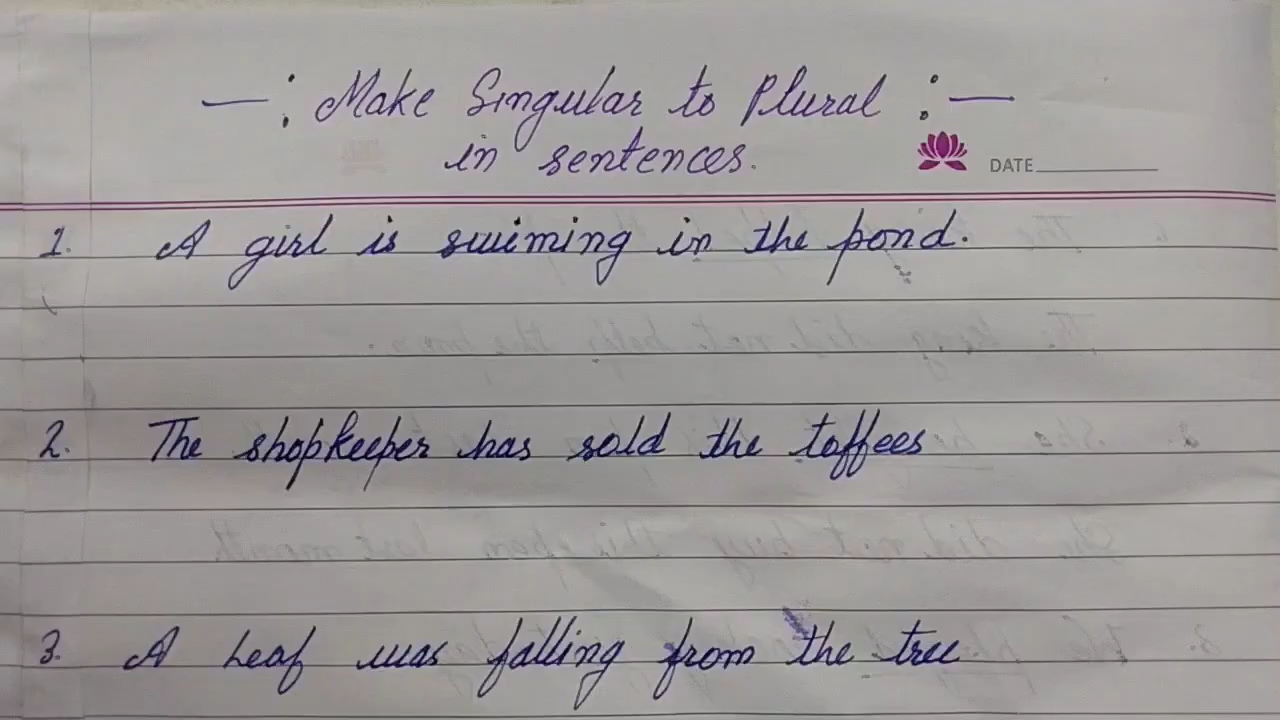 —: Make Singular to Plural :—
in sentences.
DATE
1. A girl is swiming in the pond.
2. The shopkeeper has sold the toffees
3. A leaf was falling from the tree